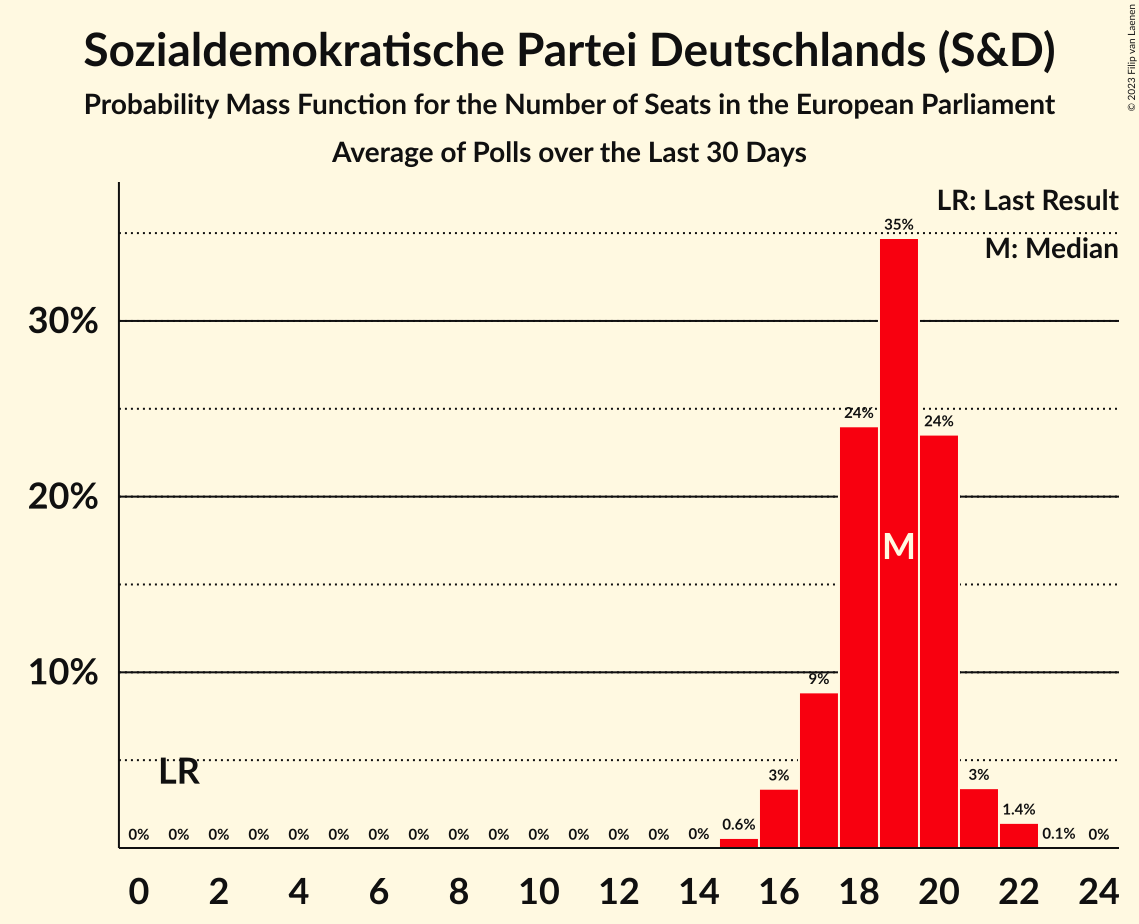 Sozialdemokratische Partei Deutschlands (S&D)
Probability Mass Function for the Number of Seats in the European Parliament
Average of Polls over the Last 30 Days
© 2023 Filip van Laenen
LR: Last Result
M: Median
35%
30%
24%
24%
20%
M
10%
9%
LR
3%
3%
1.4%
0% 0% 0% 0% 0% 0% 0% 0% 0% 0% 0% 0% 0% 0% 0% 0.6% 0.1% 0%
0 2 4 6 8 10 12 14 16 18 20 22 24